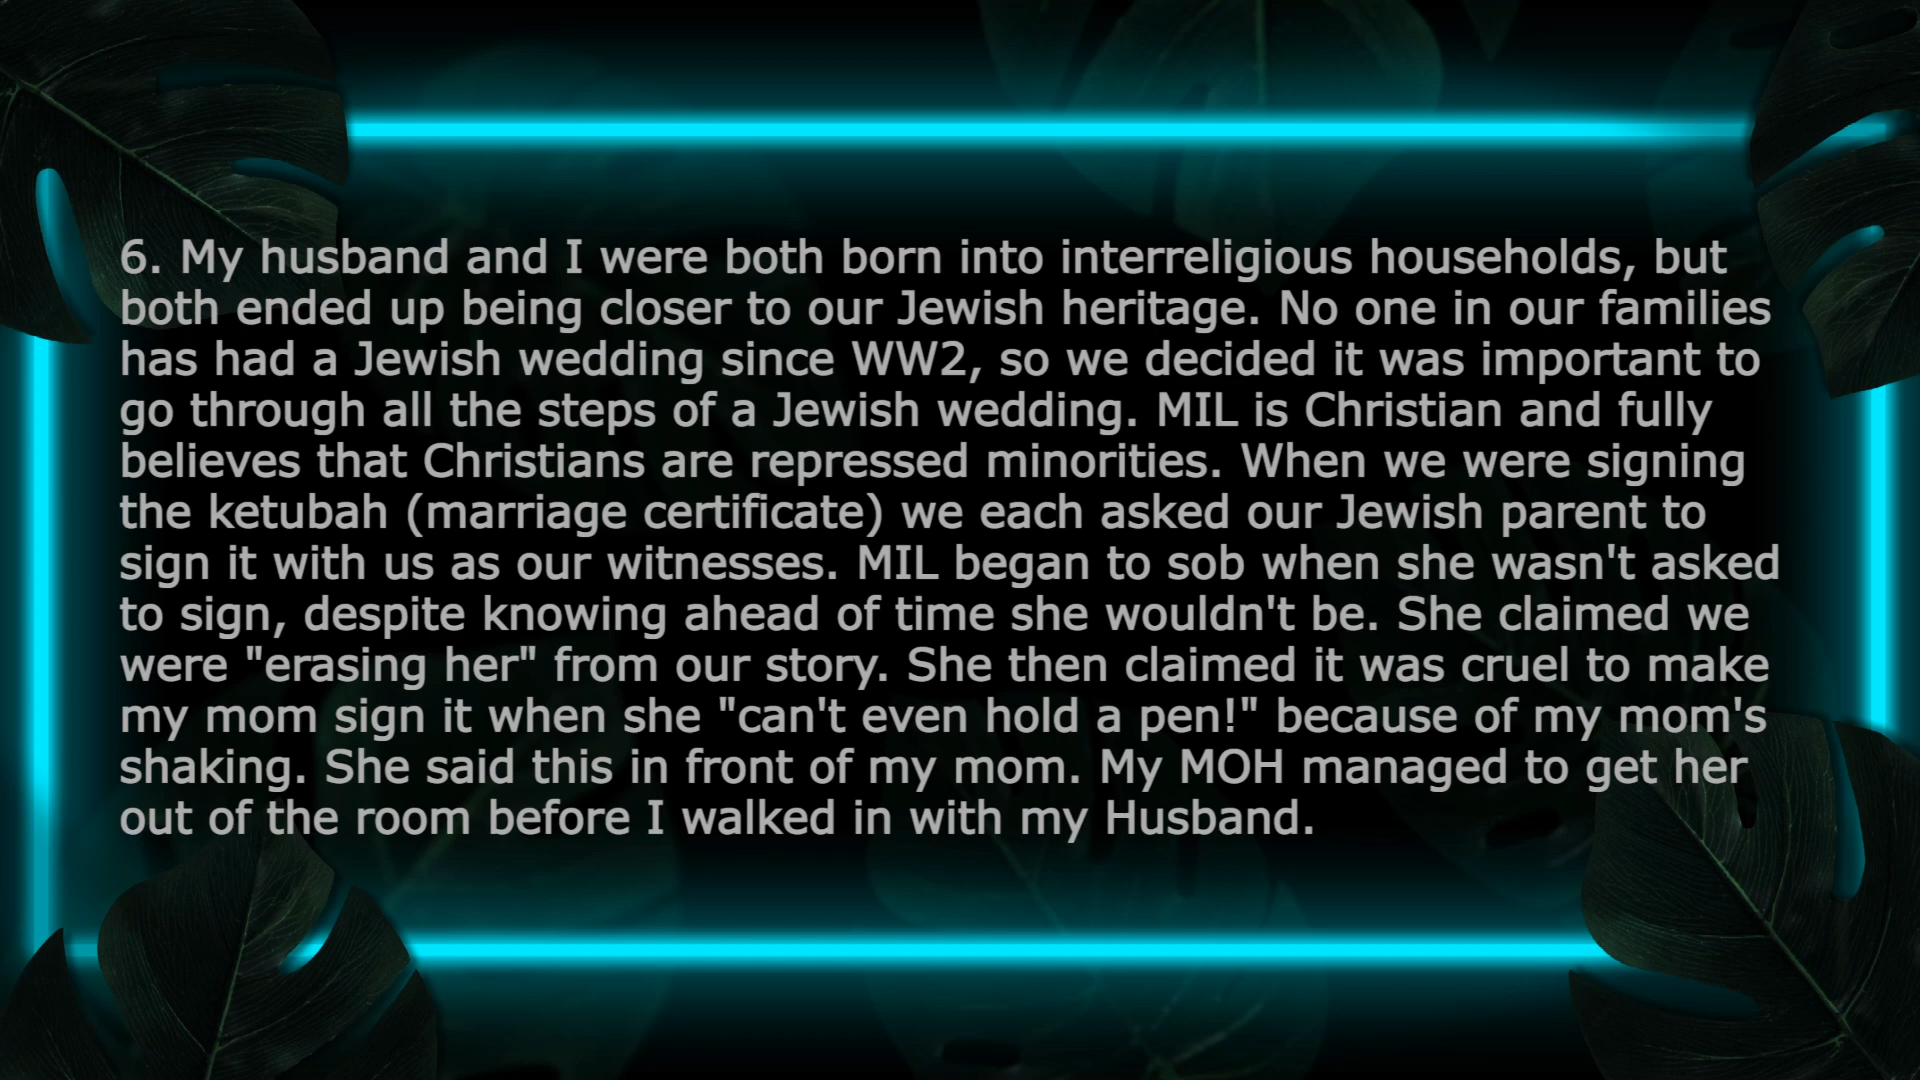 6. My husband and I were both born into interreligious households, but
both ended up being closer to our Jewish heritage. No one in our families
has had a Jewish wedding since WW2, so we decided it was important to
go through all the steps of a Jewish wedding. MIL is Christian and fully
believes that Christians are repressed minorities. When we were signing
the ketubah (marriage certificate) we each asked our Jewish parent to
sign it with us as our witnesses. MIL began to sob when she wasn't asked
to sign, despite knowing ahead of time she wouldn't be. She claimed we
were "erasing her" from our story. She then claimed it was cruel to make
my mom sign it when she "can't even hold a pen!" because of my mom's
shaking. She said this in front of my mom. My MOH managed to get her
out of the room before I walked in with my Husband.